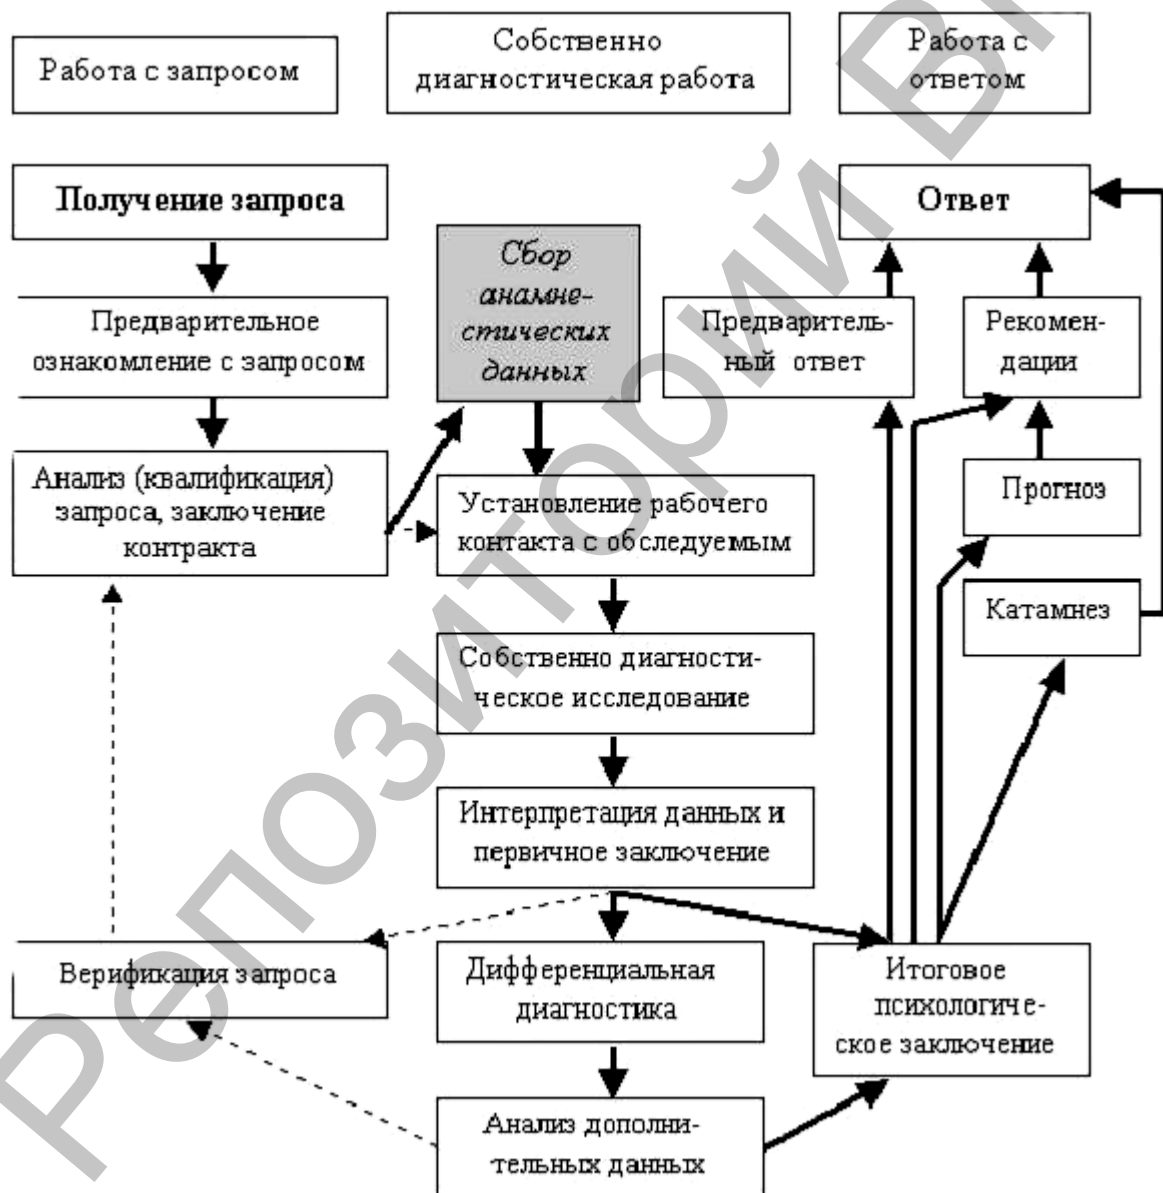 Работа с запросом
Собственно
диагностическая работа
Работа с
ответом
Получение запроса
Предварительное
ознакомление с запросом
Анализ (квалификация)
запроса, заключение
контракта
Верификация запроса
Сбор
анамне-
стических
данных
Установление рабочего
контакта с обследуемым
Собственно диагности-
ческое исследование
Интерпретация данных и
первичное заключение
Дифференциальная
диагностика
Анализ дополни-
тельных данных
Ответ
Предваритель-
ный ответ
Рекомен-
дации
Прогноз
Катамнез
Итоговое
психологиче-
ское заключение
Репозиторий В